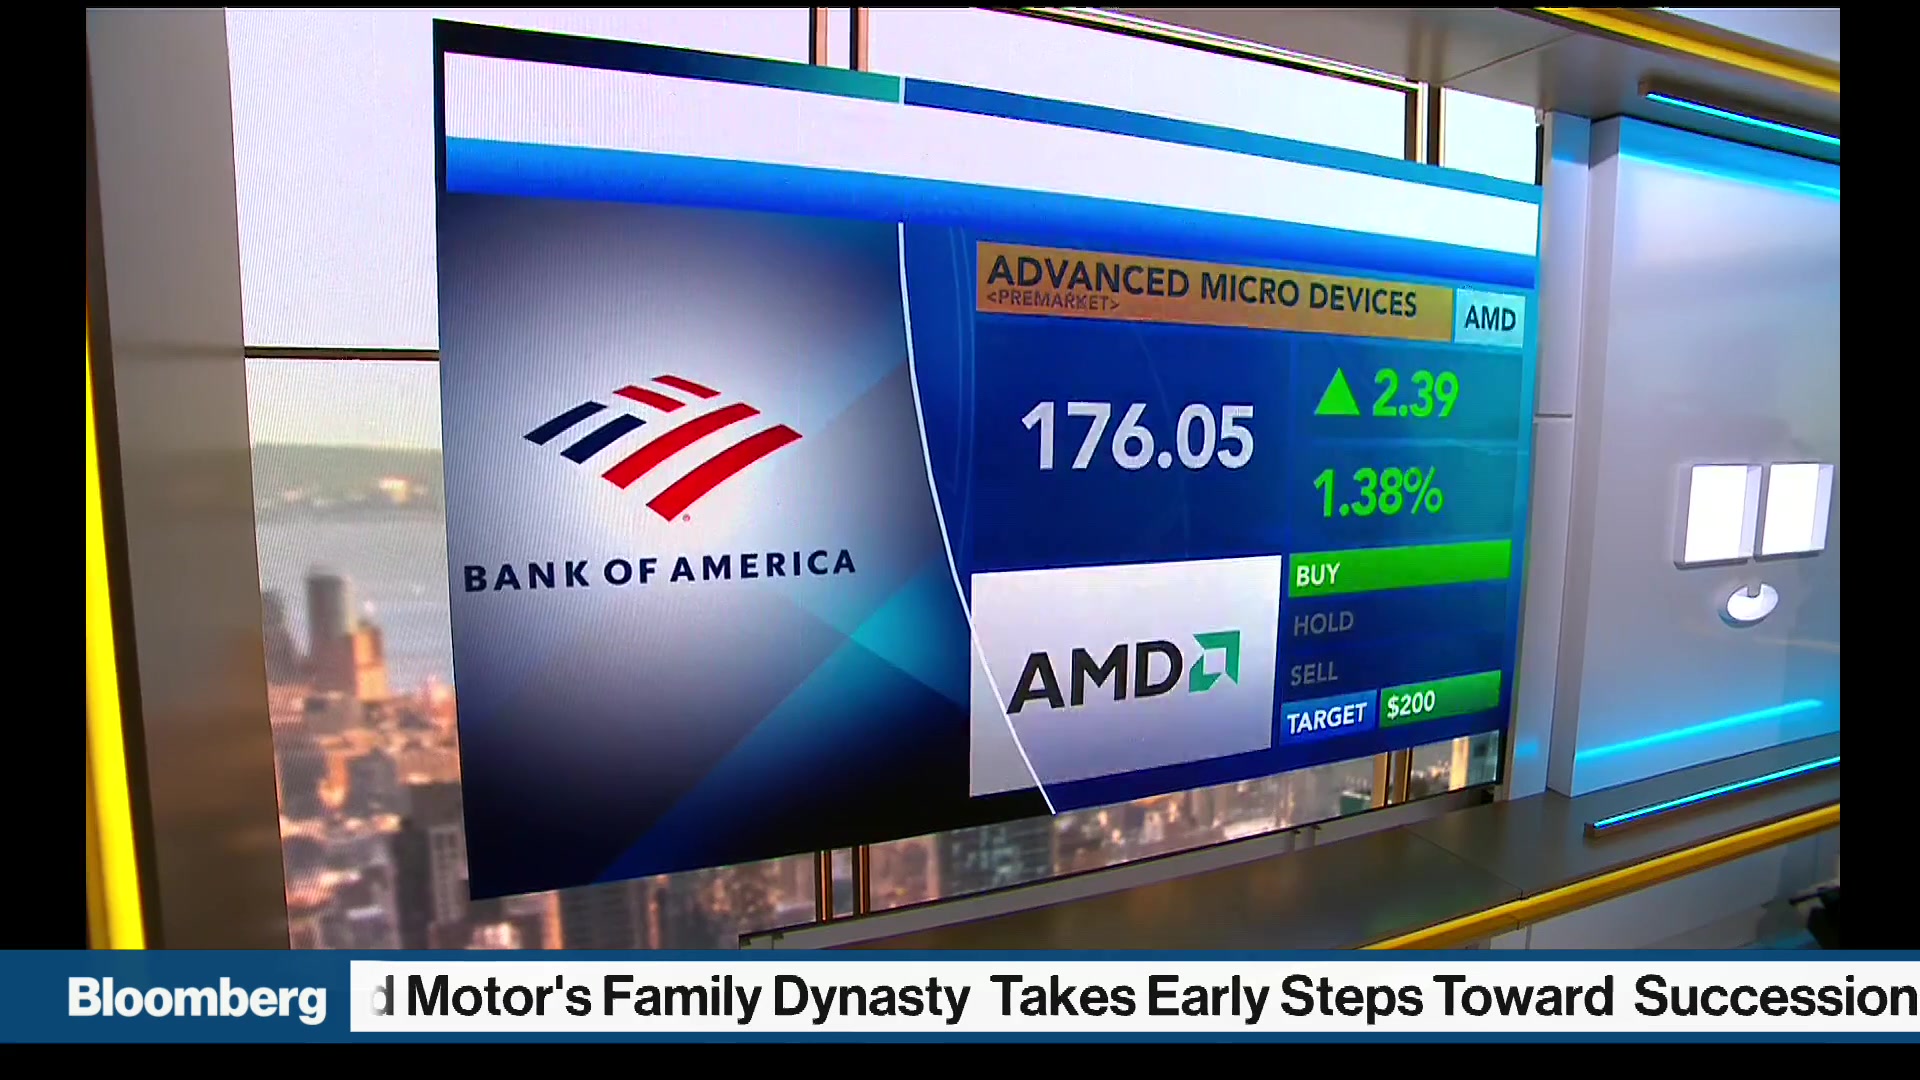 ADVANCED MICRO DEVICES
<PREMARKET>
AMD
176.05
▲ 2.39
1.38%
BANK OF AMERICA
AMD
BUY
HOLD
SELL
TARGET $200
Bloomberg
d Motor's Family Dynasty Takes Early Steps Toward Succession